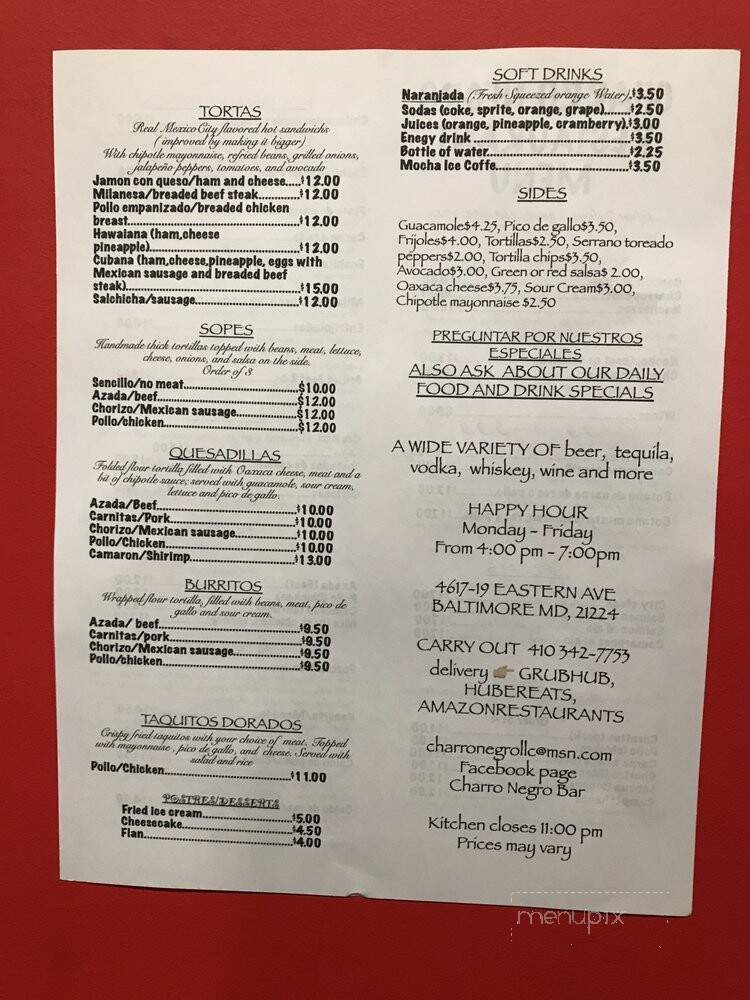 TORTAS
Real MexicoCity flavored hot sandwichs
( improved by making it bigger)
With chipotle mayonnaise, refried beans, grilled onions,
jalapeño peppers, tomatoes, and avocado
Jamon con queso/ham and cheese.....$12.00
Milanesa/breaded beef steak............$12.00
Pollo empanizado/breaded chicken
breast.................................................$12.00
Hawaiana (ham,cheese
pineapple)...........................................$12.00
Cubana (ham,cheese,pineapple, eggs with
Mexican sausage and breaded beef
steak)..................................................$15.00
Salchicha/sausage..............................$12.00
SOPES
Handmade thick tortillas topped with beans, meat, lettuce,
cheese, onions, and salsa on the side.
Order of 3
Sencillo/no meat.................................$10.00
Azada/beef..........................................$12.00
Chorizo/Mexican sausage..................$12.00
Pollo/chicken.......................................$12.00
QUESADILLAS
Folded flour tortilla filled with Oaxaca cheese, meat and a
bit of chipotle sauce; served with guacamole, sour cream,
lettuce and pico de gallo.
Azada/Beef..........................................$10.00
Carnitas/Pork......................................$10.00
Chorizo/Mexican sausage..................$10.00
Pollo/Chicken......................................$10.00
Camaron/Shirimp................................$13.00
BURRITOS
Wrapped flour tortilla, filled with beans, meat, pico de
gallo and sour cream.
Azada/ beef.........................................$9.50
Carnitas/pork......................................$9.50
Chorizo/Mexican sausage...................$9.50
Pollo/chicken.......................................$9.50
TAQUITOS DORADOS
Crispy fried taquitos with your choice of meat. Topped
with mayonnaise , pico de gallo, and cheese. Served with
salad and rice
Pollo/Chicken......................................$11.00
POSTRES/DESSERTS
Fried ice cream...........................$5.00
Cheesecake.................................$4.50
Flan..............................................$4.00
SOFT DRINKS
Naranjada (Fresh Squeezed orange Water).$3.50
Sodas (coke, sprite, orange, grape)........$2.50
Juices (orange, pineapple, cramberry).$3.00
Enegy drink .........................................$3.50
Bottle of water.....................................$2.25
Mocha Ice Coffe...................................$3.50
SIDES
Guacamole$4.25, Pico de gallo$3.50,
Frijoles$4.00, Tortillas$2.50, Serrano toreado
peppers$2.00, Tortilla chips$3.50,
Avocado$3.00, Green or red salsa$ 2.00,
Oaxaca cheese$3.75, Sour Cream$3.00,
Chipotle mayonnaise $2.50
PREGUNTAR POR NUESTROS
ESPECIALES
ALSO ASK ABOUT OUR DAILY
FOOD AND DRINK SPECIALS
A WIDE VARIETY OF beer, tequila,
vodka, whiskey, wine and more
HAPPY HOUR
Monday - Friday
From 4:00 pm - 7:00pm
4617-19 EASTERN AVE
BALTIMORE MD, 21224
CARRY OUT 410 342-7753
delivery 👉 GRUBHUB,
HUBEREATS,
AMAZONRESTAURANTS
charronegrollc@msn.com
Facebook page
Charro Negro Bar
Kitchen closes 11:00 pm
Prices may vary
menupix